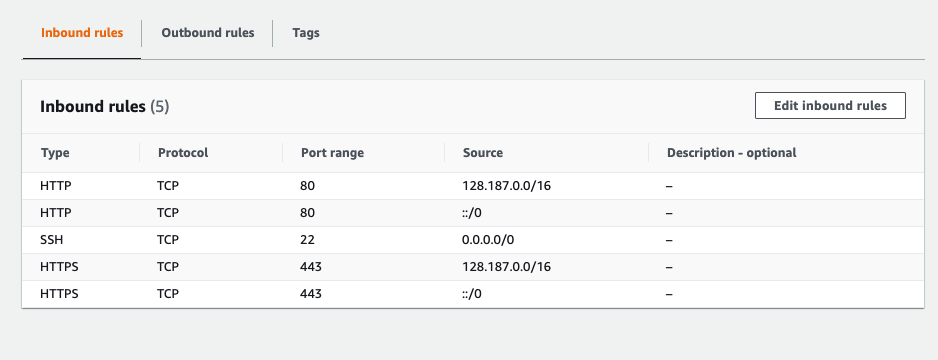 Inbound rules Outbound rules Tags
Inbound rules (5) Edit inbound rules
Type Protocol Port range Source Description - optional
HTTP TCP 80 128.187.0.0/16 –
HTTP TCP 80 ::/0 –
SSH TCP 22 0.0.0.0/0 –
HTTPS TCP 443 128.187.0.0/16 –
HTTPS TCP 443 ::/0 –